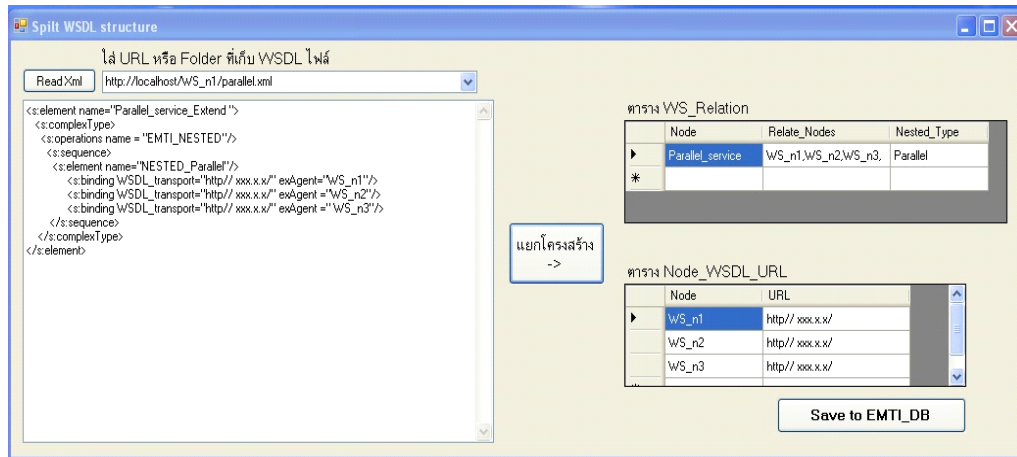 Spilt WSDL structure
ใส่ URL หรือ Folder ที่เก็บ WSDL ไฟล์
Read Xml
http://localhost/WS_n1/parallel.xml
<s:element name="Parallel_service_Extend ">
<s:complexType>
<s:operations name = "EMTI_NESTED"/>
<s:sequence>
<s:element name="NESTED_Parallel"/>
<s:binding WSDL_transport="http// xxx.x.x/" exAgent="WS_n1"/>
<s:binding WSDL_transport="http// xxx.x.x/" exAgent ="WS_n2"/>
<s:binding WSDL_transport="http// xxx.x.x/" exAgent =" WS_n3"/>
</s:sequence>
</s:complexType>
</s:element>
แยกโครงสร้าง
->
ตาราง WS_Relation
Node Relate_Nodes Nested_Type
Parallel_service WS_n1,WS_n2,WS_n3, Parallel
ตาราง Node_WSDL_URL
Node URL
WS_n1 http// xxx.x.x/
WS_n2 http// xxx.x.x/
WS_n3 http// xxx.x.x/
Save to EMTI_DB